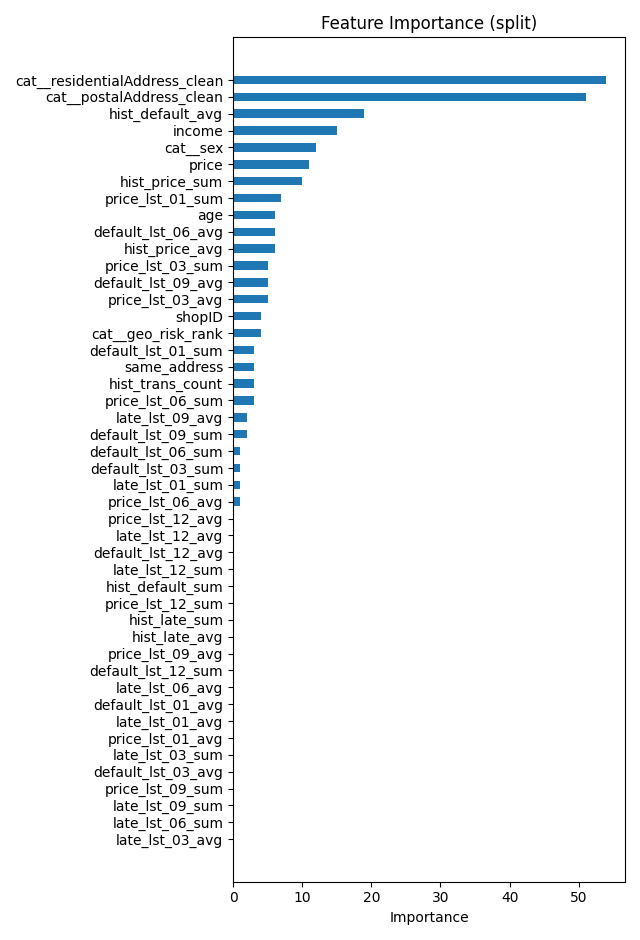 Feature Importance (split)
cat__residentialAddress_clean
cat__postalAddress_clean
hist_default_avg
income
cat__sex
price
hist_price_sum
price_lst_01_sum
age
default_lst_06_avg
hist_price_avg
price_lst_03_sum
default_lst_09_avg
price_lst_03_avg
shopID
cat__geo_risk_rank
default_lst_01_sum
same_address
hist_trans_count
price_lst_06_sum
late_lst_09_avg
default_lst_09_sum
default_lst_06_sum
default_lst_03_sum
late_lst_01_sum
price_lst_06_avg
price_lst_12_avg
late_lst_12_avg
default_lst_12_avg
late_lst_12_sum
hist_default_sum
price_lst_12_sum
hist_late_sum
hist_late_avg
price_lst_09_avg
default_lst_12_sum
late_lst_06_avg
default_lst_01_avg
late_lst_01_avg
price_lst_01_avg
late_lst_03_sum
default_lst_03_avg
price_lst_09_sum
late_lst_09_sum
late_lst_06_sum
late_lst_03_avg
0 10 20 30 40 50
Importance